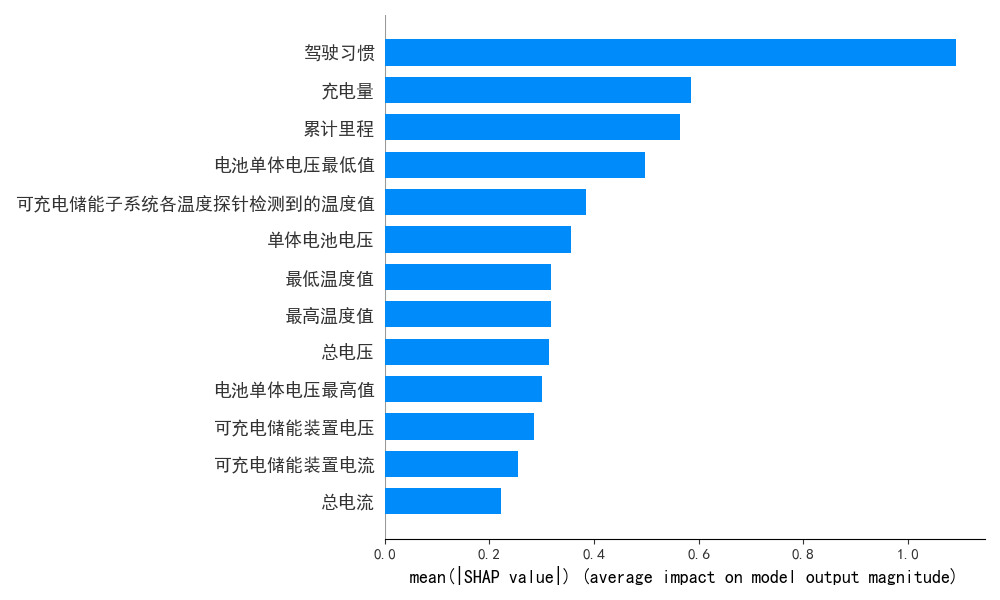 驾驶习惯
充电量
累计里程
电池单体电压最低值
可充电储能子系统各温度探针检测到的温度值
单体电池电压
最低温度值
最高温度值
总电压
电池单体电压最高值
可充电储能装置电压
可充电储能装置电流
总电流
0.0 0.2 0.4 0.6 0.8 1.0
mean(|SHAP value|) (average impact on model output magnitude)